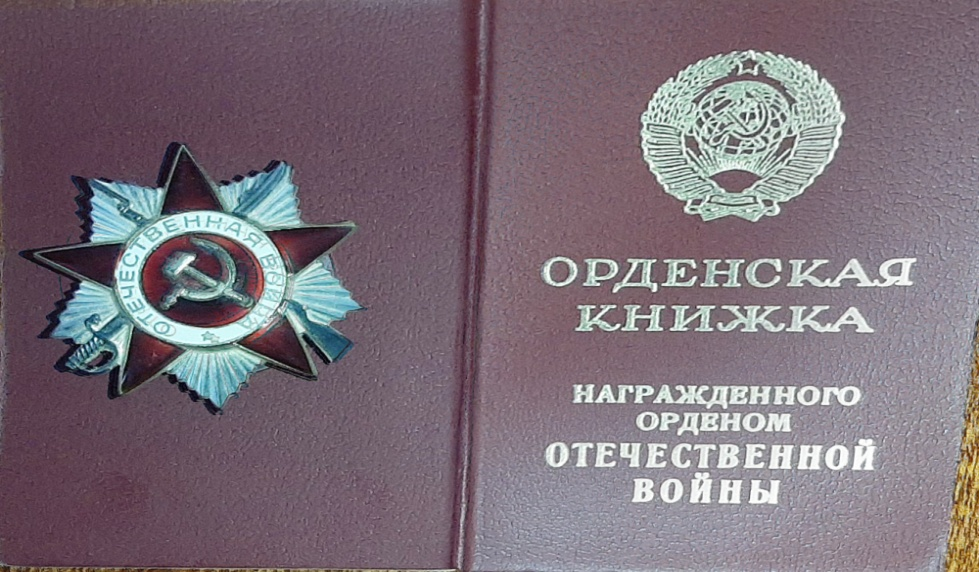 ОТЕЧЕСТВЕННАЯ ВОЙНА
ОРДЕНСКАЯ
КНИЖКА
НАГРАЖДЕННОГО
ОРДЕНОМ
ОТЕЧЕСТВЕННОЙ
ВОЙНЫ